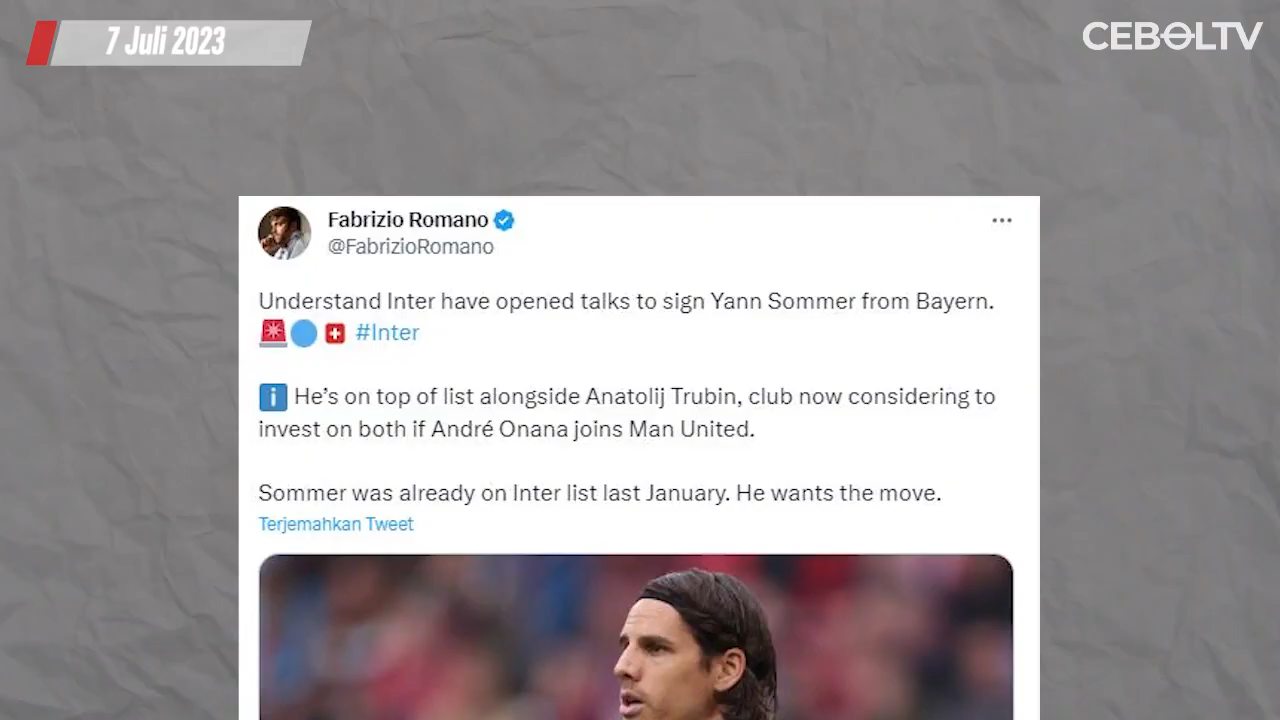 7 Juli 2023
CEBOLTV
Fabrizio Romano
@FabrizioRomano
Understand Inter have opened talks to sign Yann Sommer from Bayern.
🚨🔵🇨🇭 #Inter
ℹ️ He’s on top of list alongside Anatolij Trubin, club now considering to
invest on both if André Onana joins Man United.
Sommer was already on Inter list last January. He wants the move.
Terjemahkan Tweet